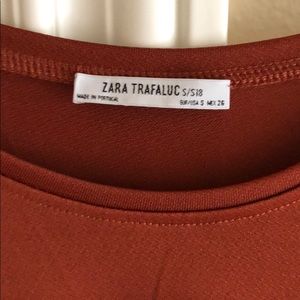 ZARA TRAFALUC S/S18
MADE IN PORTUGAL EUR/USA S MEX 26